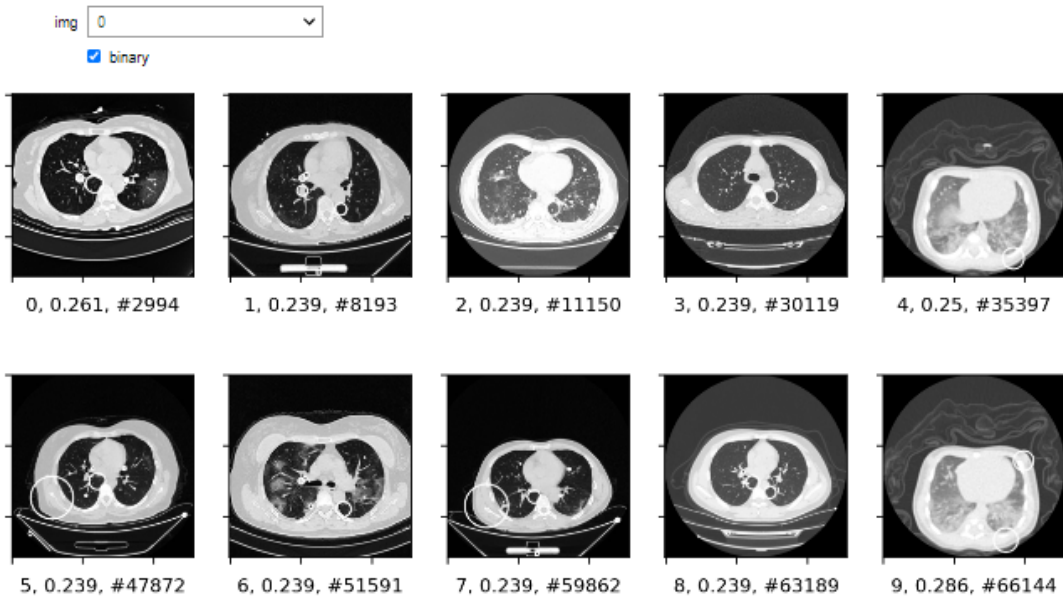 img 0
binary
0, 0.261, #2994
1, 0.239, #8193
2, 0.239, #11150
3, 0.239, #30119
4, 0.25, #35397
5, 0.239, #47872
6, 0.239, #51591
7, 0.239, #59862
8, 0.239, #63189
9, 0.286, #66144